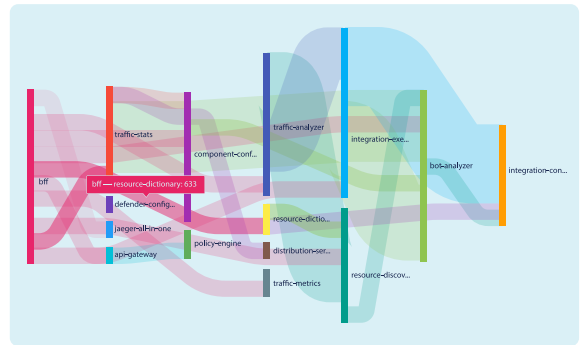 traffic-stats
traffic-analyzer
integration-exe...
component-conf...
bot-analyzer
integration-con...
bff
bff — resource-dictionary: 633
defender-config...
resource-dictio...
jaeger-all-in-one
policy-engine
api-gateway
distribution-ser...
resource-discov...
traffic-metrics